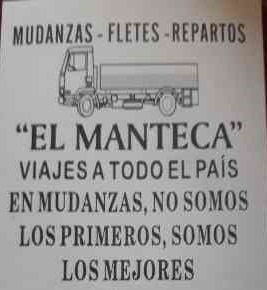 MUDANZAS - FLETES - REPARTOS
"EL MANTECA"
VIAJES A TODO EL PAÍS
EN MUDANZAS, NO SOMOS
LOS PRIMEROS, SOMOS
LOS MEJORES